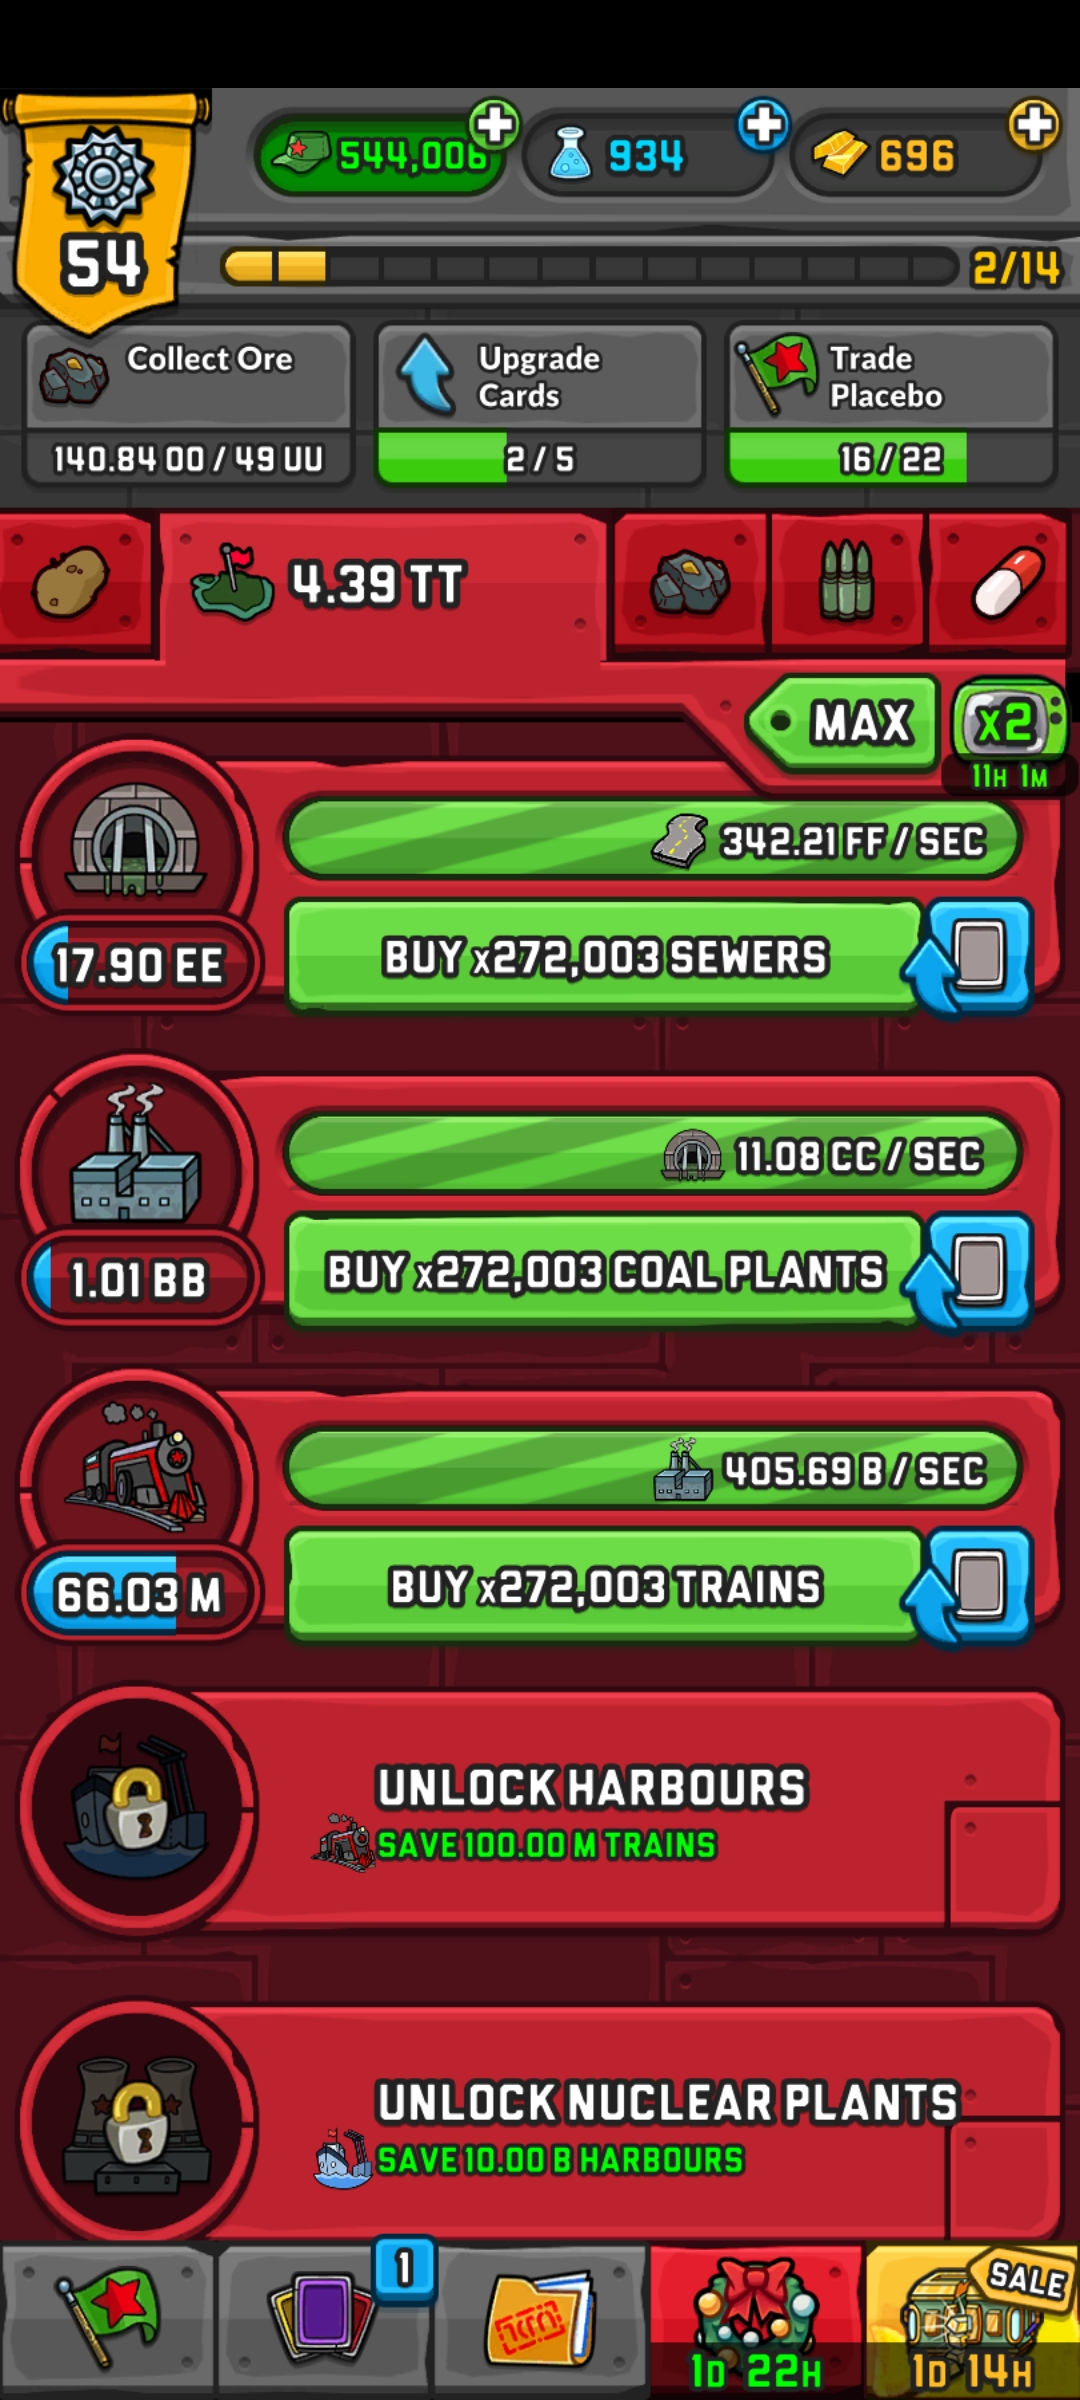 544,006
934
696
54
2/14
Collect Ore
140.84 OO / 49 UU
Upgrade
Cards
2 / 5
Trade
Placebo
16 / 22
4.39 TT
MAX
x2
11H 1M
342.21 FF / SEC
17.90 EE
BUY x272,003 SEWERS
11.08 CC / SEC
1.01 BB
BUY x272,003 COAL PLANTS
405.69 B / SEC
66.03 M
BUY x272,003 TRAINS
UNLOCK HARBOURS
SAVE 100.00 M TRAINS
UNLOCK NUCLEAR PLANTS
SAVE 10.00 B HARBOURS
1
SALE
1D 22H
1D 14H